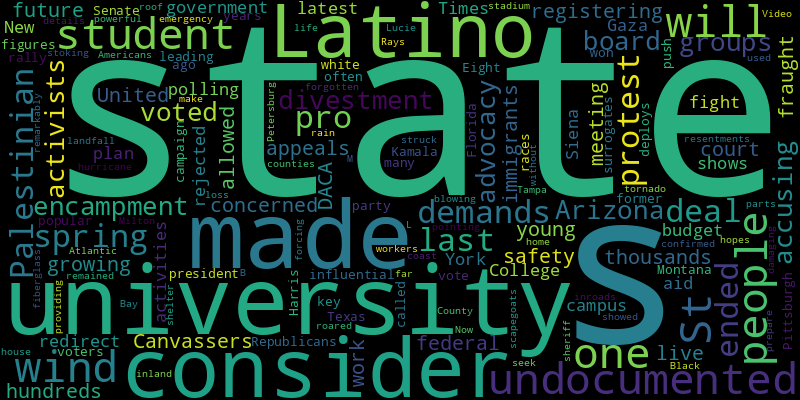 future
Senate
roof
government
latest
Times
stadium
registering
will
details
powerful
emergency
life
Lucie
Video
New
student
Latino
Rays
Gaza
board
groups
figures
years
white
Eight
won
push
rally
stoking
Americans
leading
often
polling
ago
forgotten
used
fraught
state
Palestinian
remarkably
activists
United
make
voted
divestment
pro
Petersburg
rain
advocacy
immigrants
Florida
Siena
meeting
surrogates
protest
fight
deploys
resentments
court
shows
landfall
plan
hurricane
campaign
rejected
allowed
appeals
counties
DACA
struck
Kamala
many
M
races
without
tornado
encampment
concerned
loss
party
blowing
Tampa
former
parts
demands
Arizona
deal
accusing
popular
Milton
spring
made
L
pointing
last
young
home
budget
confirmed
hopes
people
damaging
Pittsburgh
growing
Atlantic
activities
forcing
workers
coast
York
safety
thousands
Montana
fiberglass
remained
president
B
Harris
influential
far
vote
College
S
St
ended
aid
university
providing
Bay
shelter
key
Texas
called
County
Now
scapegoats
sheriff
campus
inroads
showed
prepare
redirect
Canvassers
Republicans
work
roared
federal
seek
one
live
Black
house
voters
wind
inland
consider
hundreds
undocumented